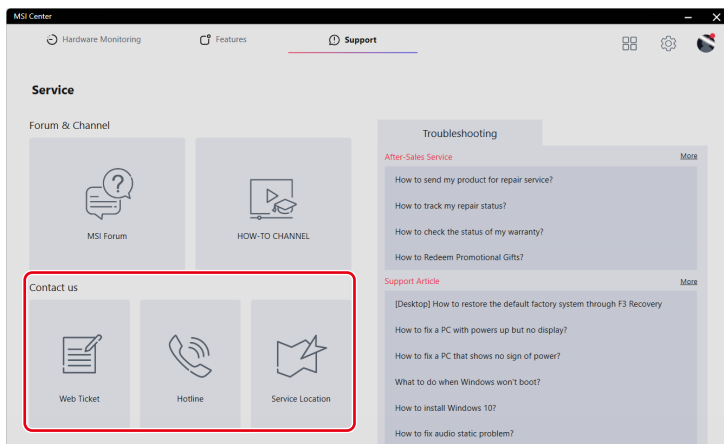 MSI Center
Hardware Monitoring
Features
Support
Service
Forum & Channel
MSI Forum
HOW-TO CHANNEL
Contact us
Web Ticket
Hotline
Service Location
Troubleshooting
After-Sales Service
More
How to send my product for repair service?
How to track my repair status?
How to check the status of my warranty?
How to Redeem Promotional Gifts?
Support Article
More
[Desktop] How to restore the default factory system through F3 Recovery
How to fix a PC with powers up but no display?
How to fix a PC that shows no sign of power?
What to do when Windows won't boot?
How to install Windows 10?
How to fix audio static problem?